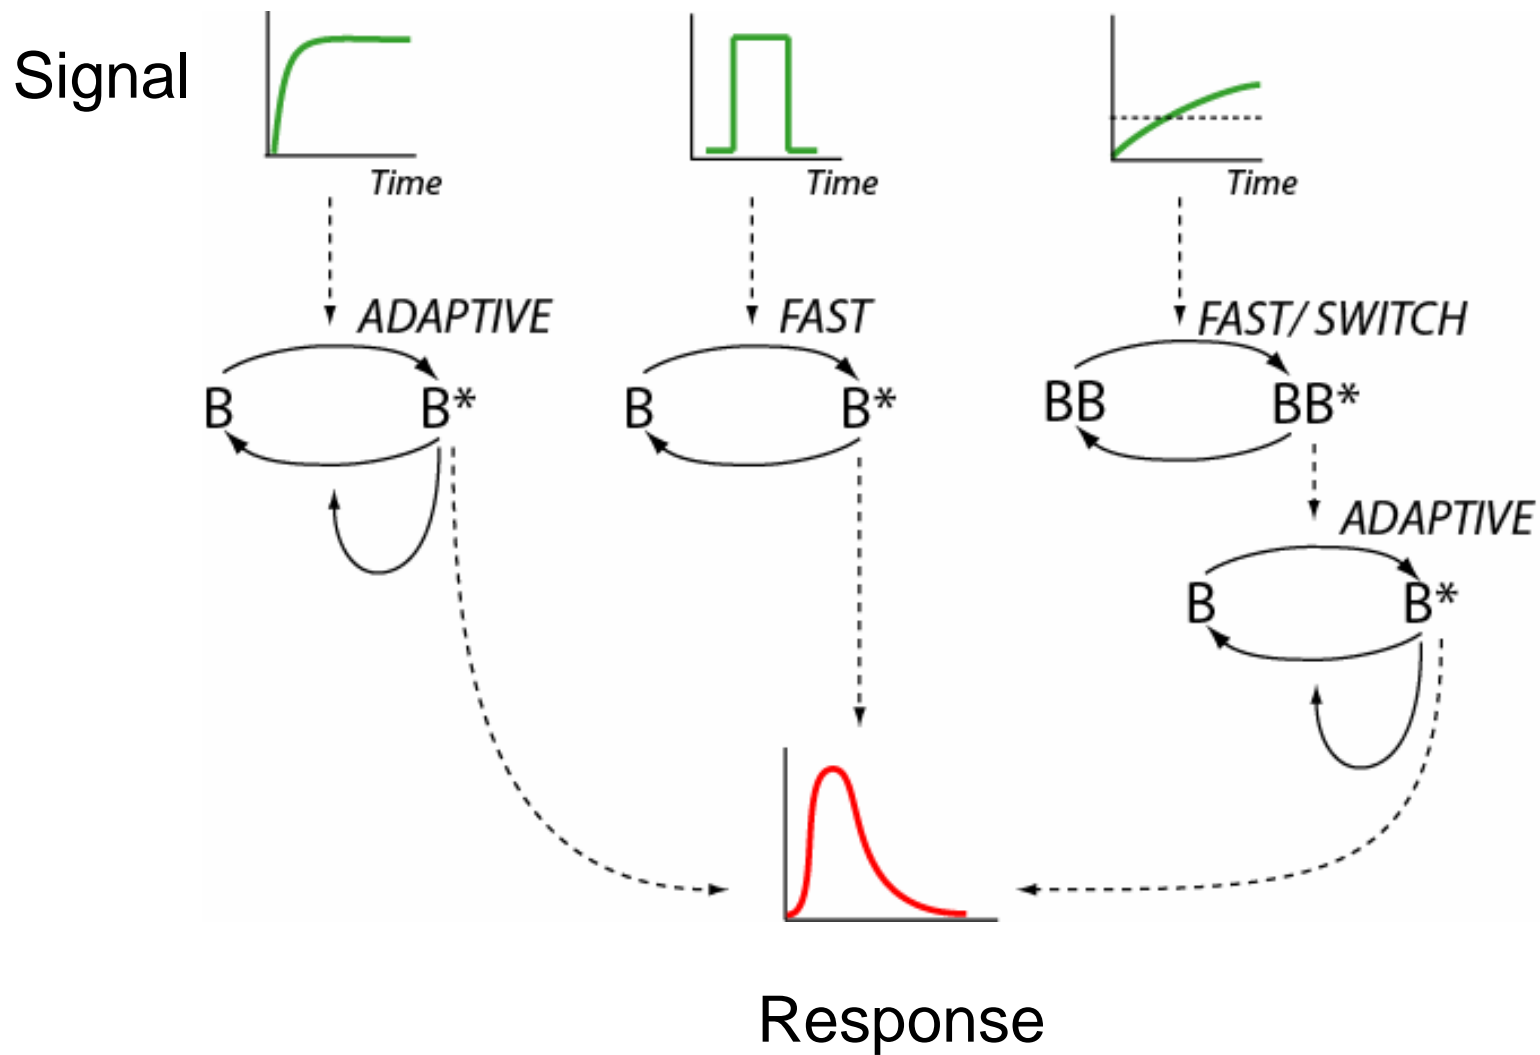 Signal
Time
Time
Time
ADAPTIVE
FAST
FAST/ SWITCH
B
B*
B
B*
BB
BB*
ADAPTIVE
B
B*
Response